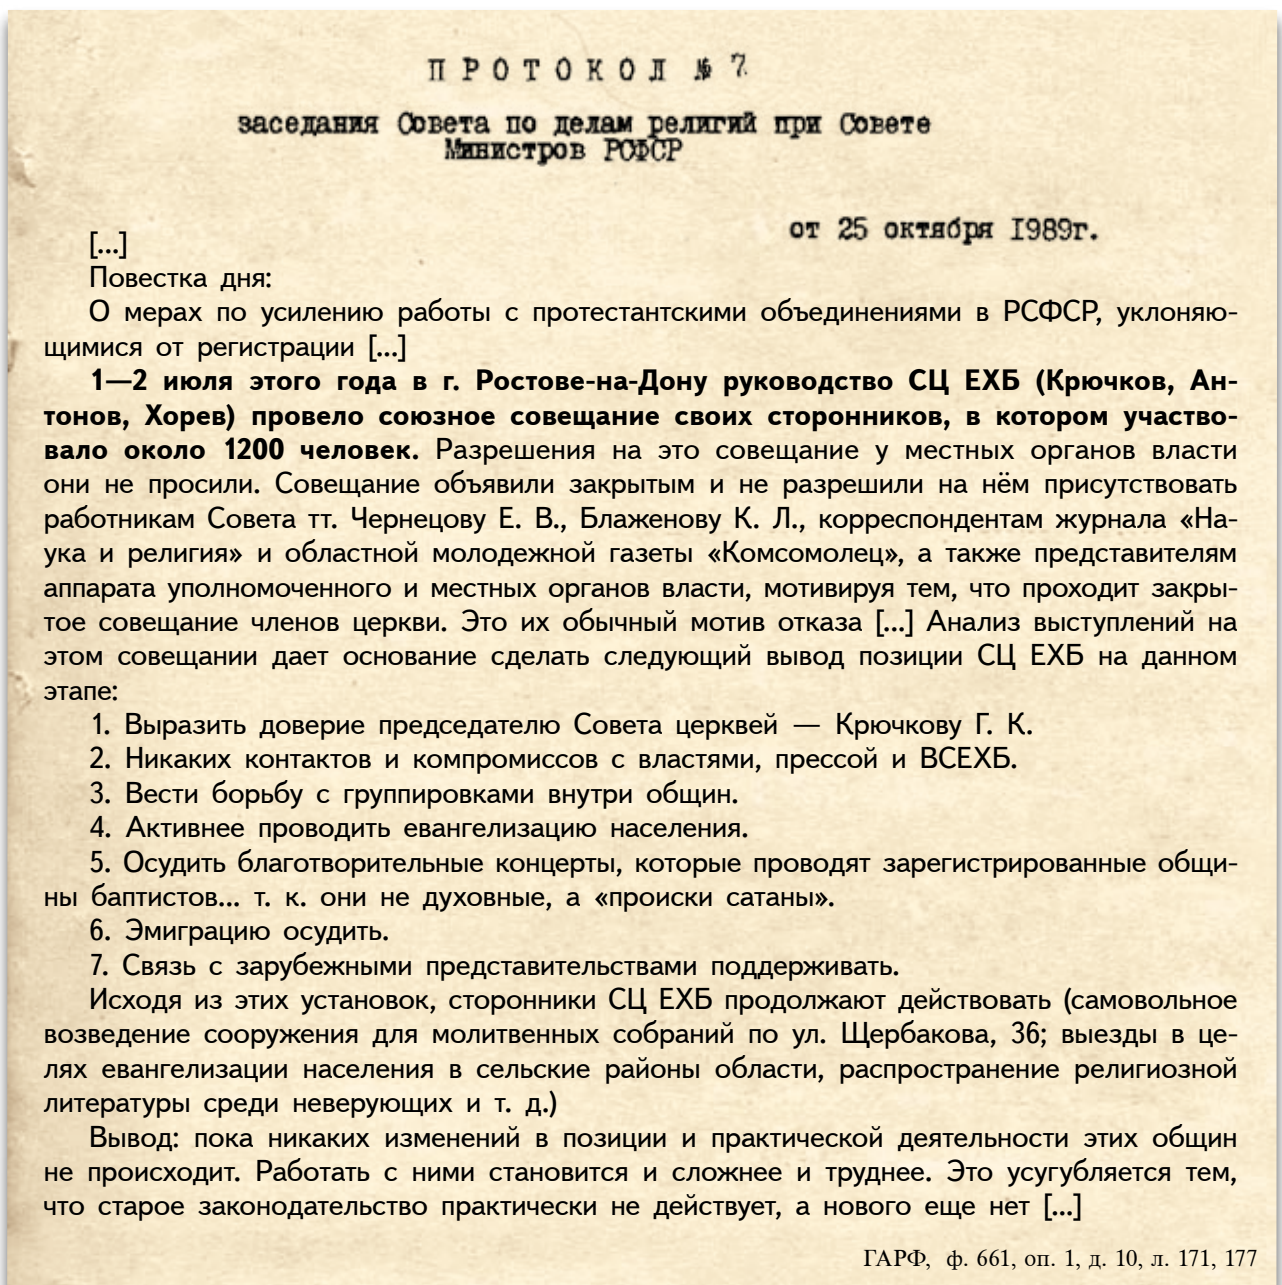 ПРОТОКОЛ № 7
заседания Совета по делам религий при Совете
Министров РСФСР
от 25 октября 1989г.
[...]
Повестка дня:
О мерах по усилению работы с протестантскими объединениями в РСФСР, уклоняю-
щимися от регистрации [...]
1—2 июля этого года в г. Ростове-на-Дону руководство СЦ ЕХБ (Крючков, Ан-
тонов, Хорев) провело союзное совещание своих сторонников, в котором участво-
вало около 1200 человек. Разрешения на это совещание у местных органов власти
они не просили. Совещание объявили закрытым и не разрешили на нём присутствовать
работникам Совета тт. Чернецову Е. В., Блаженову К. Л., корреспондентам журнала «На-
ука и религия» и областной молодежной газеты «Комсомолец», а также представителям
аппарата уполномоченного и местных органов власти, мотивируя тем, что проходит закры-
тое совещание членов церкви. Это их обычный мотив отказа [...] Анализ выступлений на
этом совещании дает основание сделать следующий вывод позиции СЦ ЕХБ на данном
этапе:
1. Выразить доверие председателю Совета церквей — Крючкову Г. К.
2. Никаких контактов и компромиссов с властями, прессой и ВСЕХБ.
3. Вести борьбу с группировками внутри общин.
4. Активнее проводить евангелизацию населения.
5. Осудить благотворительные концерты, которые проводят зарегистрированные общи-
ны баптистов... т. к. они не духовные, а «происки сатаны».
6. Эмиграцию осудить.
7. Связь с зарубежными представительствами поддерживать.
Исходя из этих установок, сторонники СЦ ЕХБ продолжают действовать (самовольное
возведение сооружения для молитвенных собраний по ул. Щербакова, 36; выезды в це-
лях евангелизации населения в сельские районы области, распространение религиозной
литературы среди неверующих и т. д.)
Вывод: пока никаких изменений в позиции и практической деятельности этих общин
не происходит. Работать с ними становится и сложнее и труднее. Это усугубляется тем,
что старое законодательство практически не действует, а нового еще нет [...]
ГАРФ, ф. 661, оп. 1, д. 10, л. 171, 177